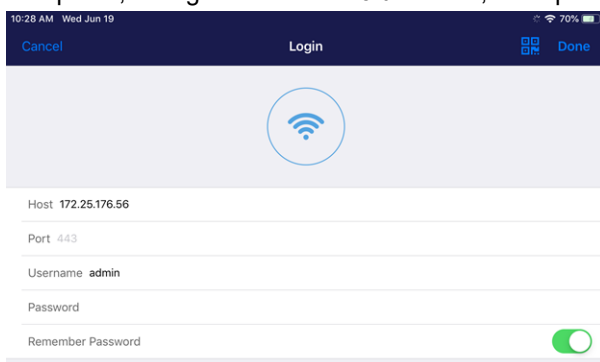 10:28 AM Wed Jun 19 70%
Cancel Login Done
Host 172.25.176.56
Port 443
Username admin
Password
Remember Password